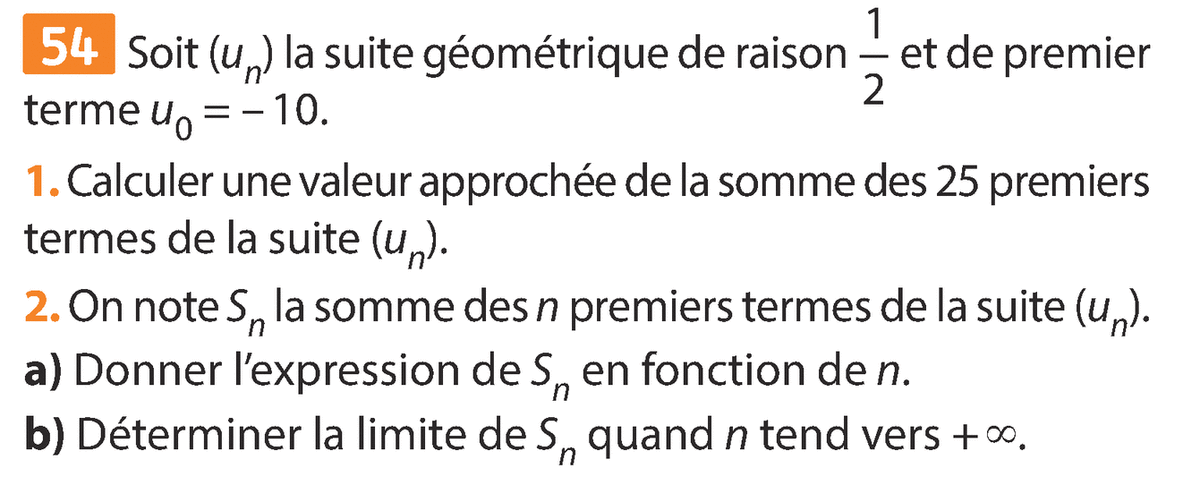 54 Soit (uₙ) la suite géométrique de raison 1/2 et de premier
terme u₀ = – 10.
1. Calculer une valeur approchée de la somme des 25 premiers
termes de la suite (uₙ).
2. On note Sₙ la somme des n premiers termes de la suite (uₙ).
a) Donner l’expression de Sₙ en fonction de n.
b) Déterminer la limite de Sₙ quand n tend vers + ∞.